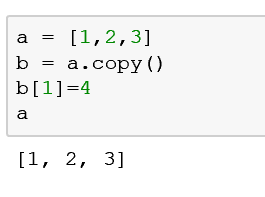 a = [1,2,3]
b = a.copy()
b[1]=4
a
[1, 2, 3]